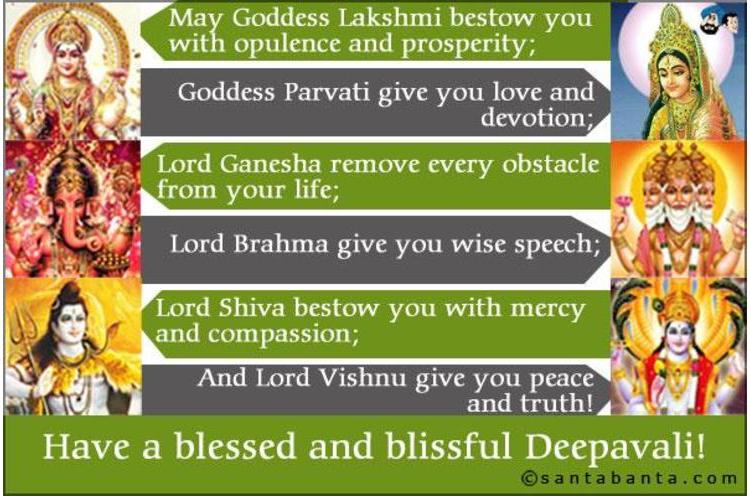 May Goddess Lakshmi bestow you
with opulence and prosperity;
Goddess Parvati give you love and
devotion;
Lord Ganesha remove every obstacle
from your life;
Lord Brahma give you wise speech;
Lord Shiva bestow you with mercy
and compassion;
And Lord Vishnu give you peace
and truth!
Have a blessed and blissful Deepavali!
©santabanta.com